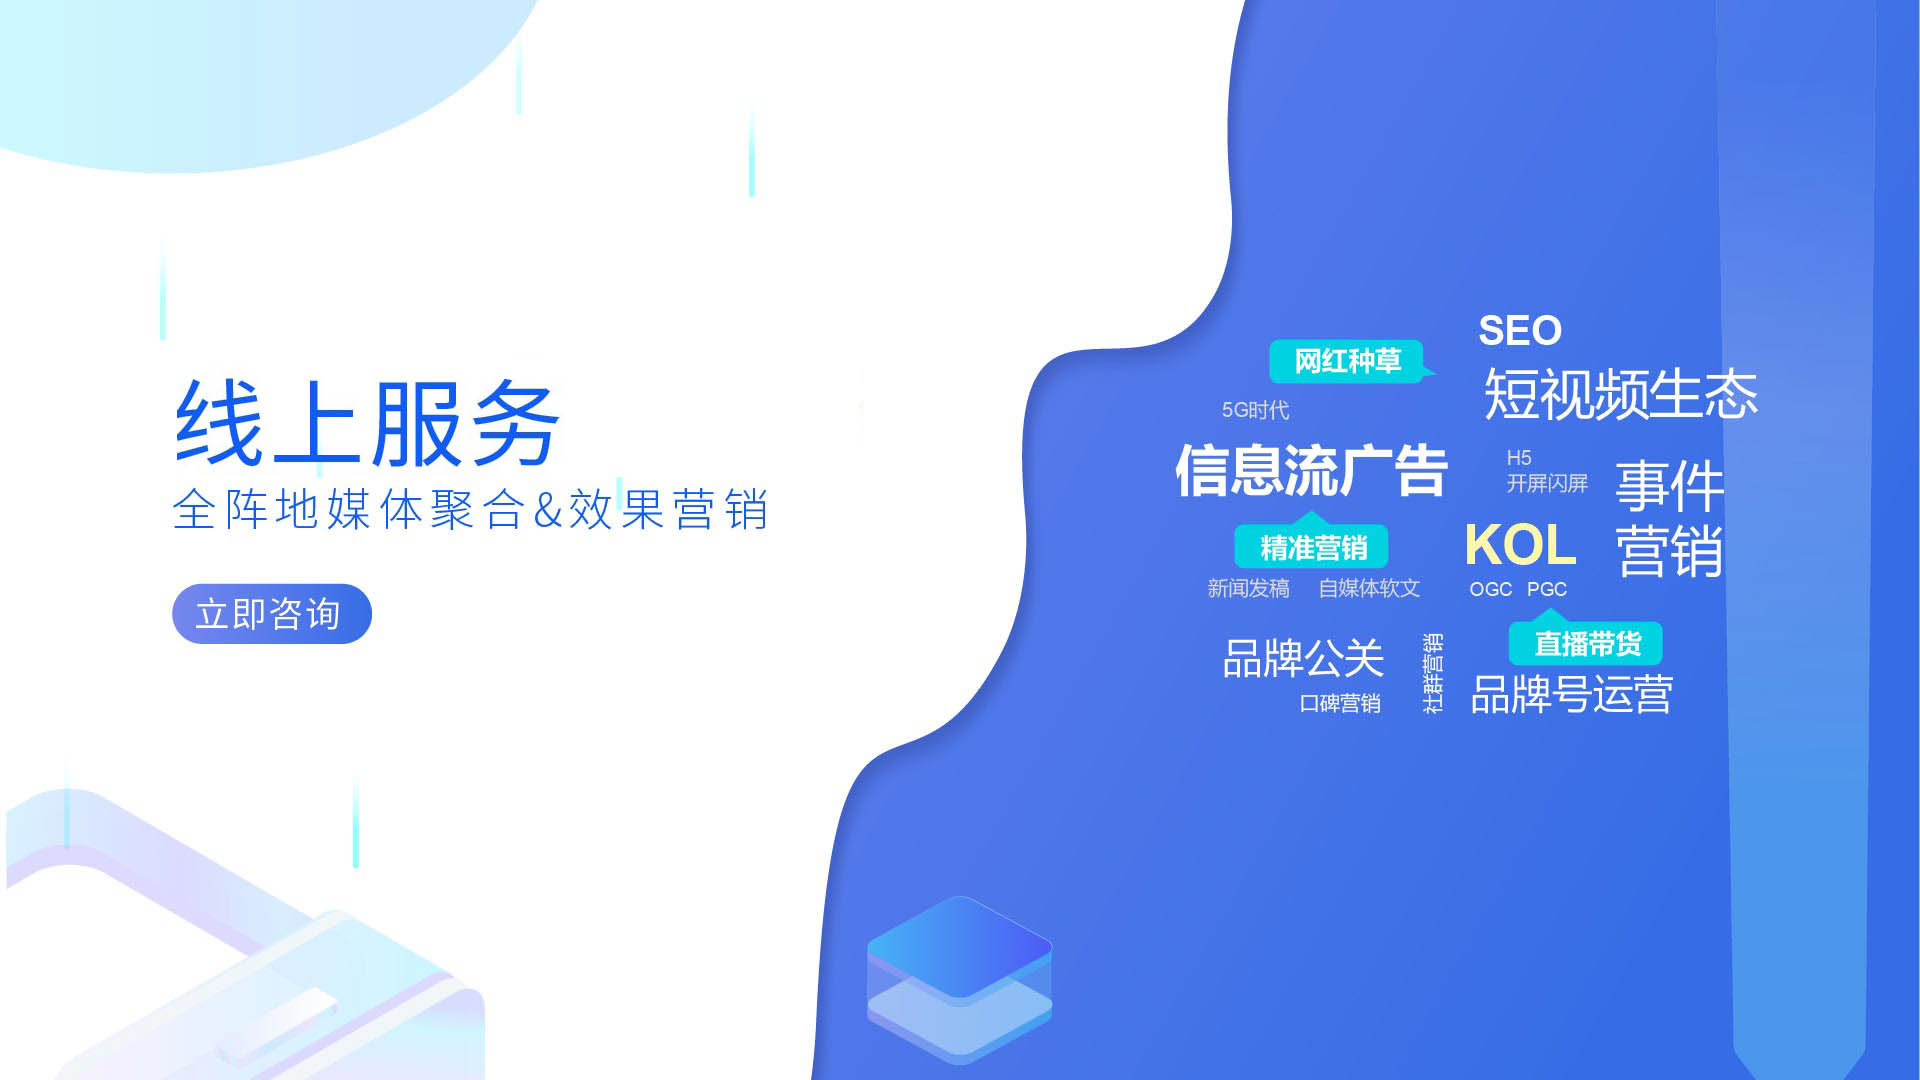 线上服务
全阵地媒体聚合&效果营销
立即咨询
SEO
网红种草
短视频生态
5G时代
信息流广告
H5
开屏闪屏
事件
营销
精准营销
KOL
新闻发稿 自媒体软文
OGC PGC
品牌公关
社群营销
直播带货
口碑营销
品牌号运营